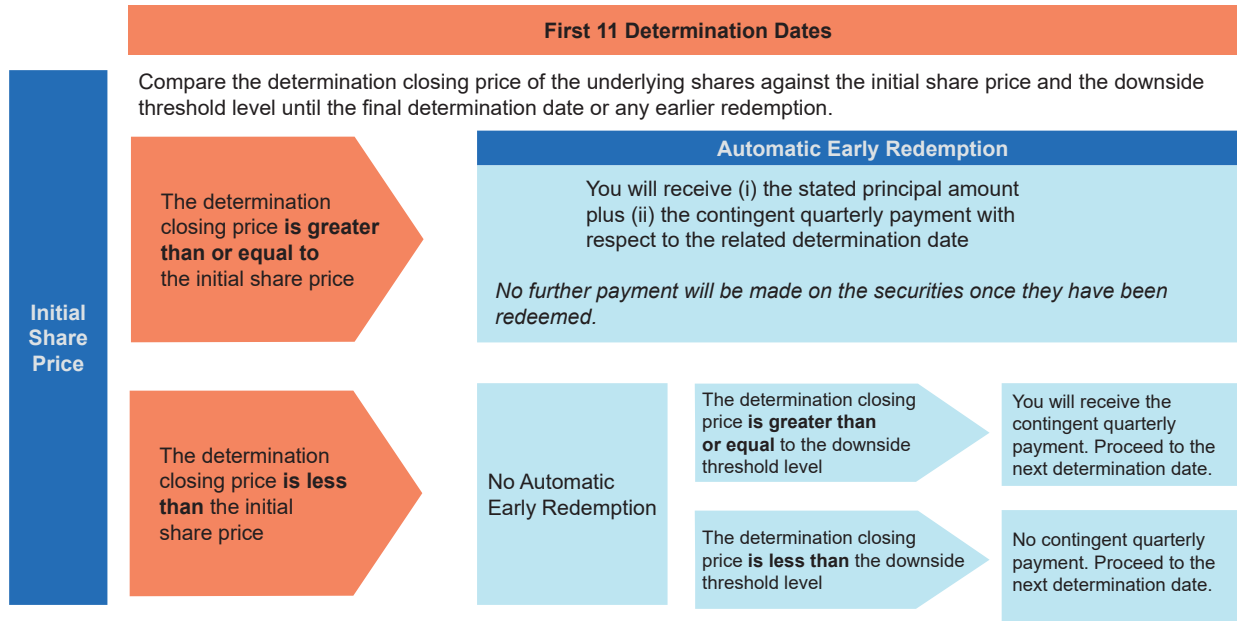 First 11 Determination Dates
Compare the determination closing price of the underlying shares against the initial share price and the downside
threshold level until the final determination date or any earlier redemption.
Initial
Share
Price
The determination
closing price is greater
than or equal to
the initial share price
Automatic Early Redemption
You will receive (i) the stated principal amount
plus (ii) the contingent quarterly payment with
respect to the related determination date
No further payment will be made on the securities once they have been
redeemed.
The determination
closing price is less
than the initial
share price
No Automatic
Early Redemption
The determination closing
price is greater than
or equal to the downside
threshold level
You will receive the
contingent quarterly
payment. Proceed to the
next determination date.
The determination closing
price is less than the downside
threshold level
No contingent quarterly
payment. Proceed to the
next determination date.